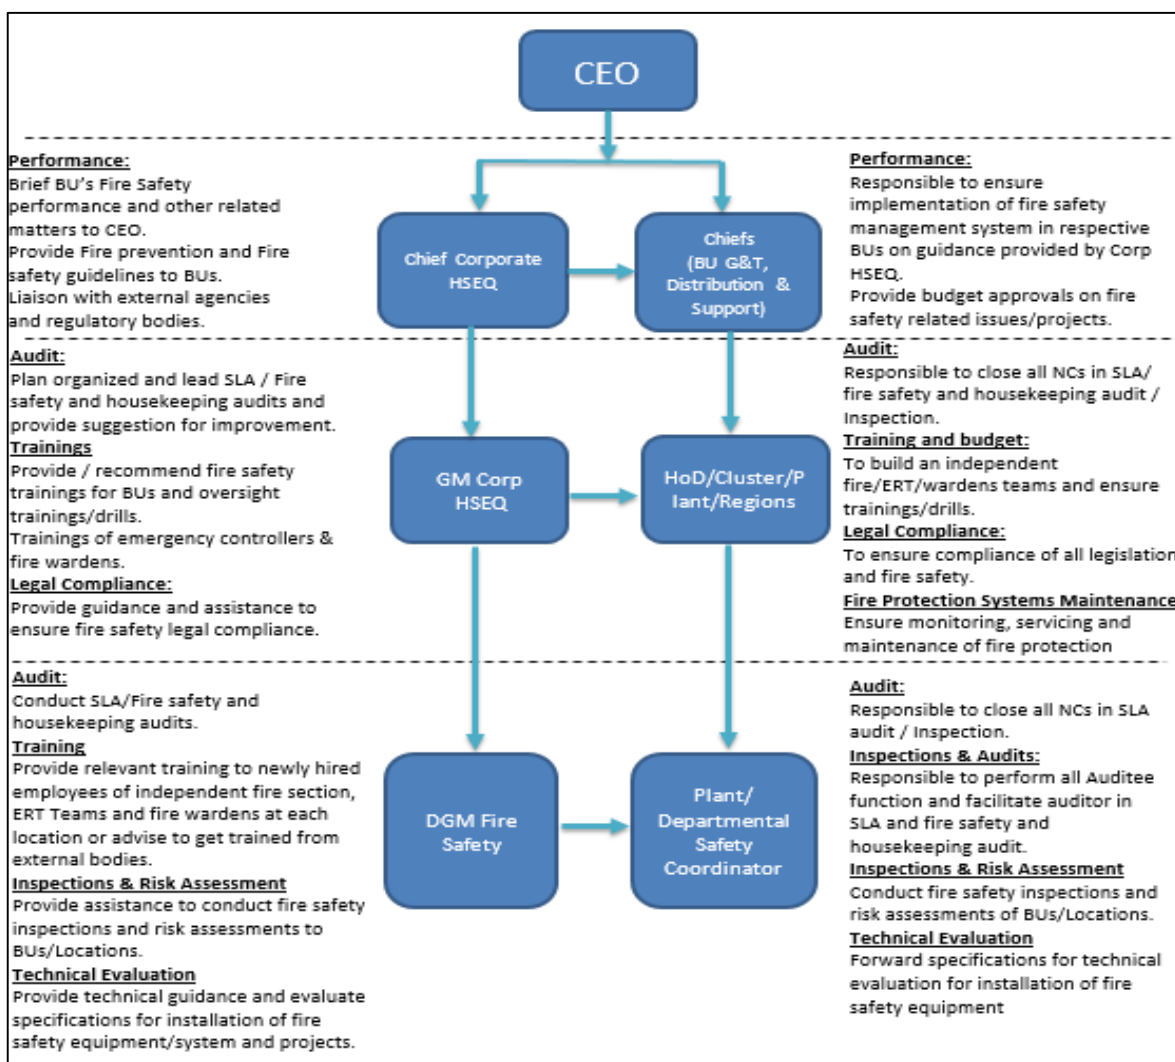 CEO
Performance:
Brief BU's Fire Safety
performance and other related
matters to CEO.
Provide Fire prevention and Fire
safety guidelines to BUs.
Liaison with external agencies
and regulatory bodies.
Chief Corporate
HSEQ
Chiefs
(BU G&T,
Distribution &
Support)
Performance:
Responsible to ensure
implementation of fire safety
management system in respective
BUs on guidance provided by Corp
HSEQ.
Provide budget approvals on fire
safety related issues/projects.
Audit:
Plan organized and lead SLA / Fire
safety and housekeeping audits and
provide suggestion for improvement.
Trainings
Provide / recommend fire safety
trainings for BUs and oversight
trainings/drills.
Trainings of emergency controllers &
fire wardens.
Legal Compliance:
Provide guidance and assistance to
ensure fire safety legal compliance.
GM Corp
HSEQ
HoD/Cluster/P
lant/Regions
Audit:
Responsible to close all NCs in SLA/
fire safety and housekeeping audit /
Inspection.
Training and budget:
To build an independent
fire/ERT/wardens teams and ensure
trainings/drills.
Legal Compliance:
To ensure compliance of all legislation
and fire safety.
Fire Protection Systems Maintenance
Ensure monitoring, servicing and
maintenance of fire protection
Audit:
Conduct SLA/Fire safety and
housekeeping audits.
Training
Provide relevant training to newly hired
employees of independent fire section,
ERT Teams and fire wardens at each
location or advise to get trained from
external bodies.
Inspections & Risk Assessment
Provide assistance to conduct fire safety
inspections and risk assessments to
BUs/Locations.
Technical Evaluation
Provide technical guidance and evaluate
specifications for installation of fire
safety equipment/system and projects.
DGM Fire
Safety
Plant/
Departmental
Safety
Coordinator
Audit:
Responsible to close all NCs in SLA
audit / Inspection.
Inspections & Audits:
Responsible to perform all Auditee
function and facilitate auditor in
SLA and fire safety and
housekeeping audit.
Inspections & Risk Assessment
Conduct fire safety inspections and
risk assessments of BUs/Locations.
Technical Evaluation
Forward specifications for technical
evaluation for installation of fire
safety equipment